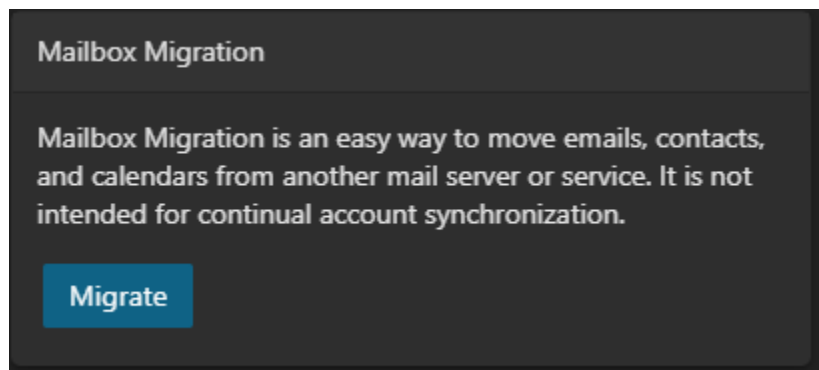 Mailbox Migration
Mailbox Migration is an easy way to move emails, contacts,
and calendars from another mail server or service. It is not
intended for continual account synchronization.
Migrate